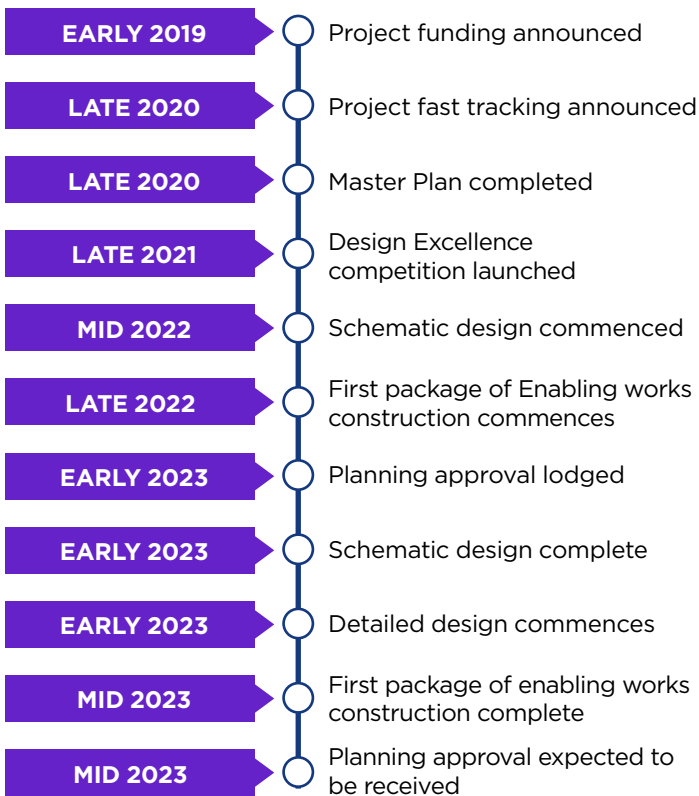 EARLY 2019
Project funding announced
LATE 2020
Project fast tracking announced
LATE 2020
Master Plan completed
LATE 2021
Design Excellence
competition launched
MID 2022
Schematic design commenced
LATE 2022
First package of Enabling works
construction commences
EARLY 2023
Planning approval lodged
EARLY 2023
Schematic design complete
EARLY 2023
Detailed design commences
MID 2023
First package of enabling works
construction complete
MID 2023
Planning approval expected to
be received